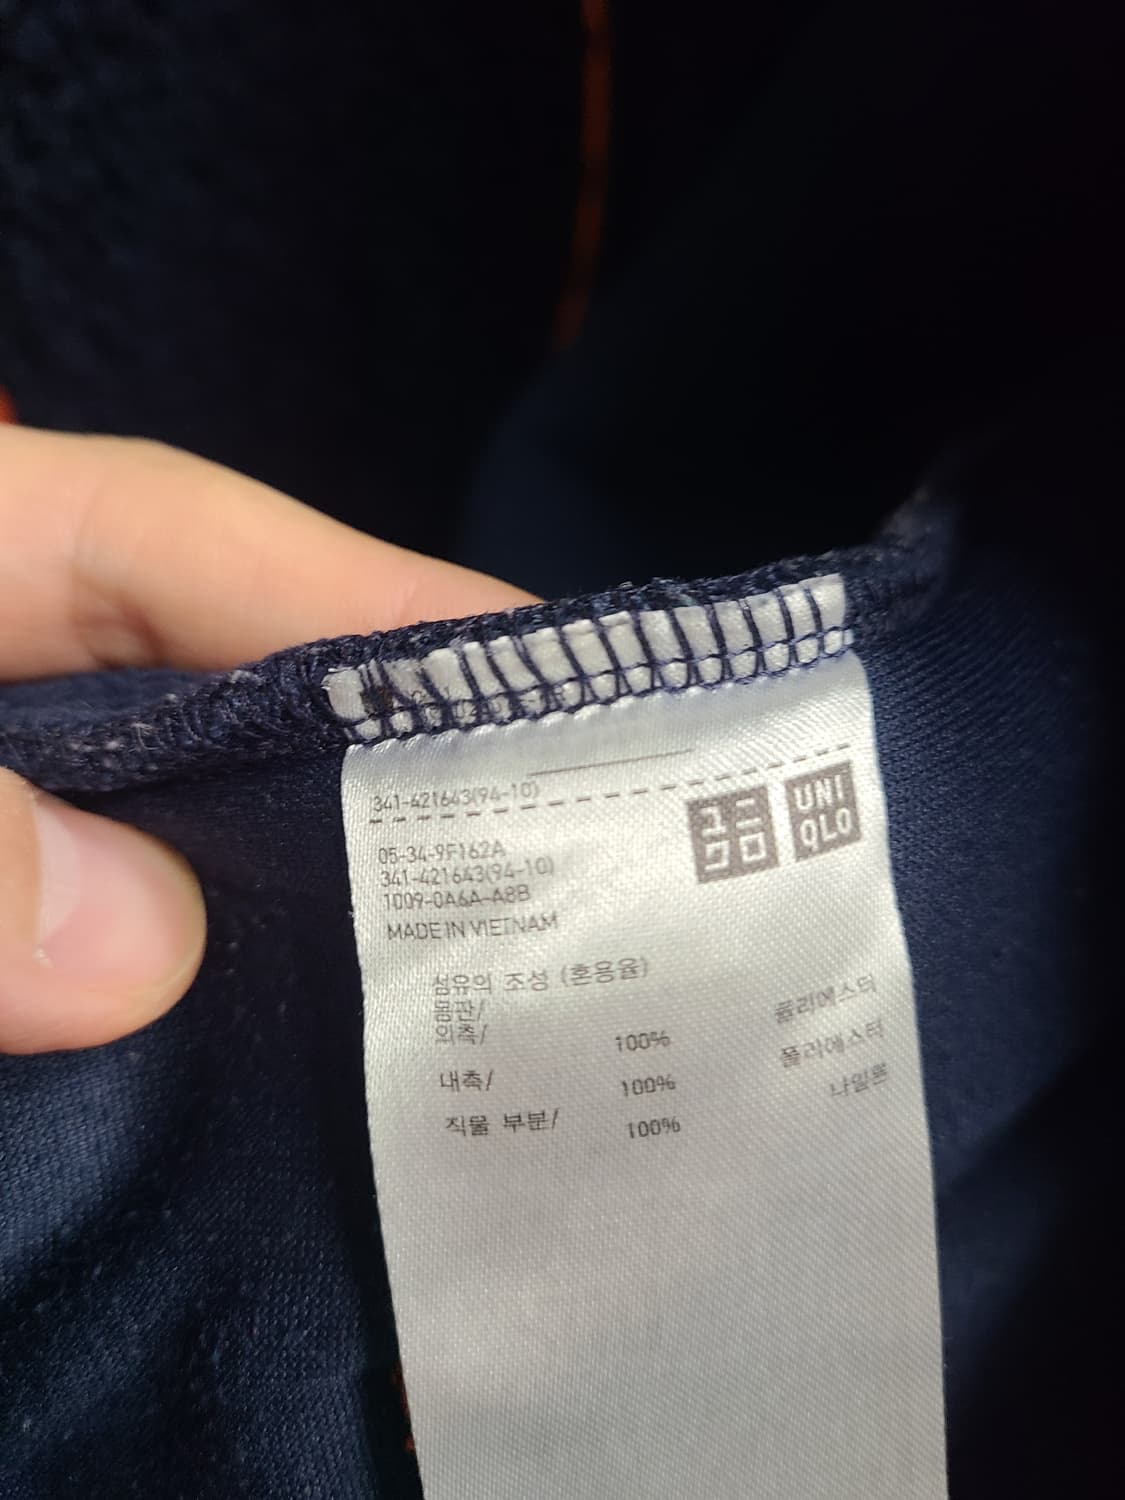 341-421643(94-10)
ユニ
クロ
UNI
QLO
05-34-9F162A
341-421643(94-10)
1009-0A6A-A8B
MADE IN VIETNAM
섬유의 조성 (혼용율)
몸판/
외측/ 100% 폴리에스터
내측/ 100% 폴리에스터
직물 부분/ 100% 나일론